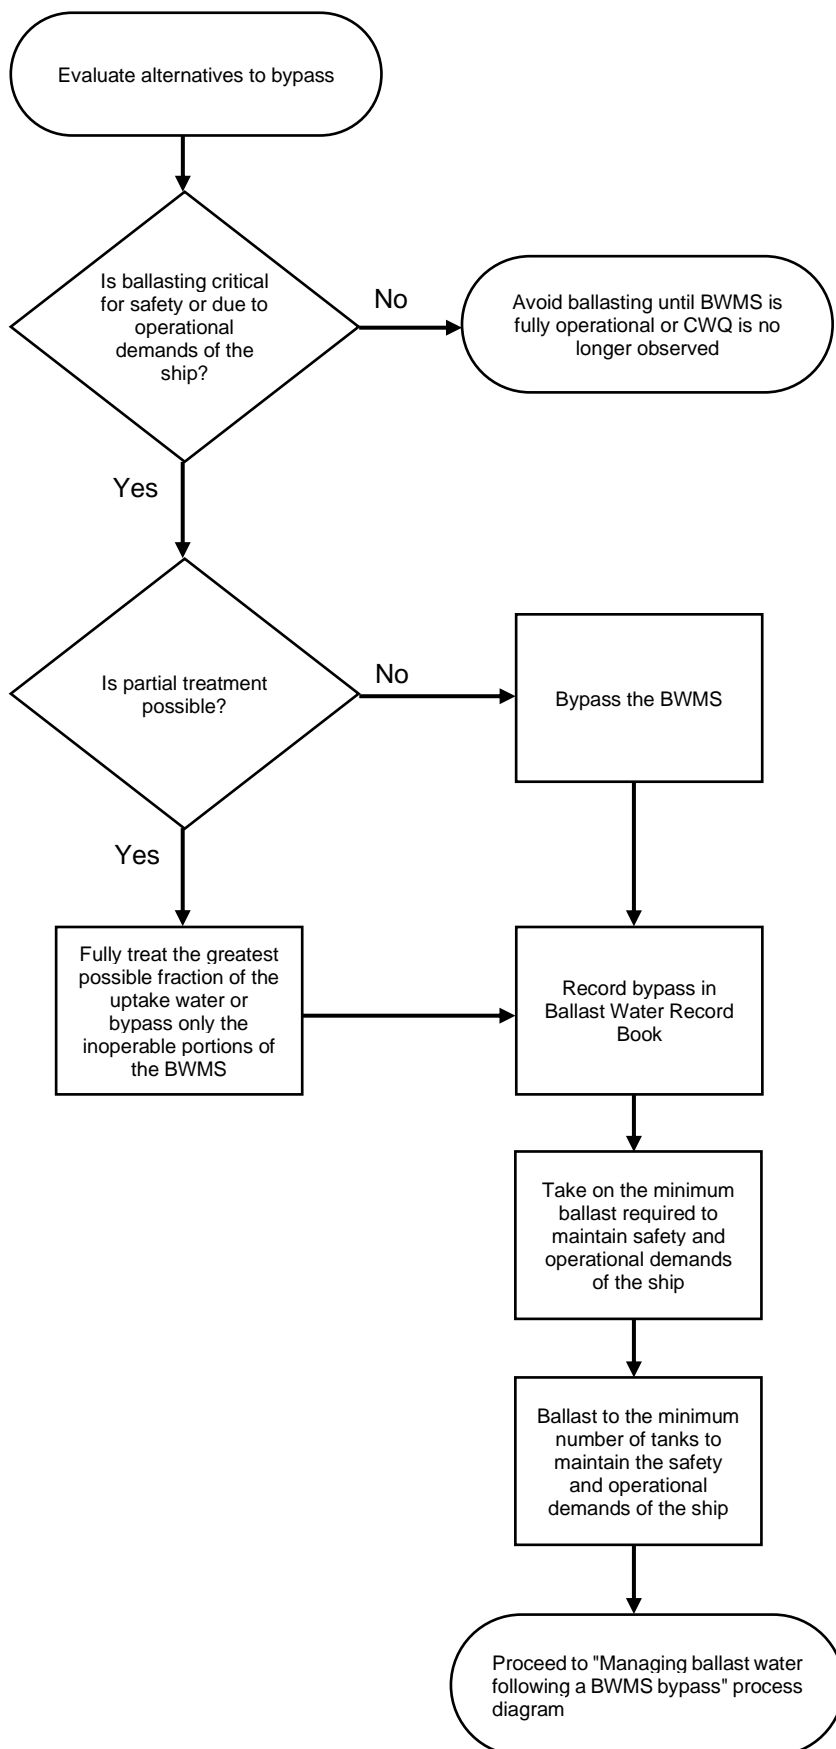 Evaluate alternatives to bypass
Is ballasting critical
for safety or due to
operational
demands of the
ship?
No
Avoid ballasting until BWMS is
fully operational or CWQ is no
longer observed
Yes
Is partial treatment
possible?
No
Bypass the BWMS
Yes
Fully treat the greatest
possible fraction of the
uptake water or
bypass only the
inoperable portions of
the BWMS
Record bypass in
Ballast Water Record
Book
Take on the minimum
ballast required to
maintain safety and
operational demands
of the ship
Ballast to the minimum
number of tanks to
maintain the safety
and operational
demands of the ship
Proceed to "Managing ballast water
following a BWMS bypass" process
diagram